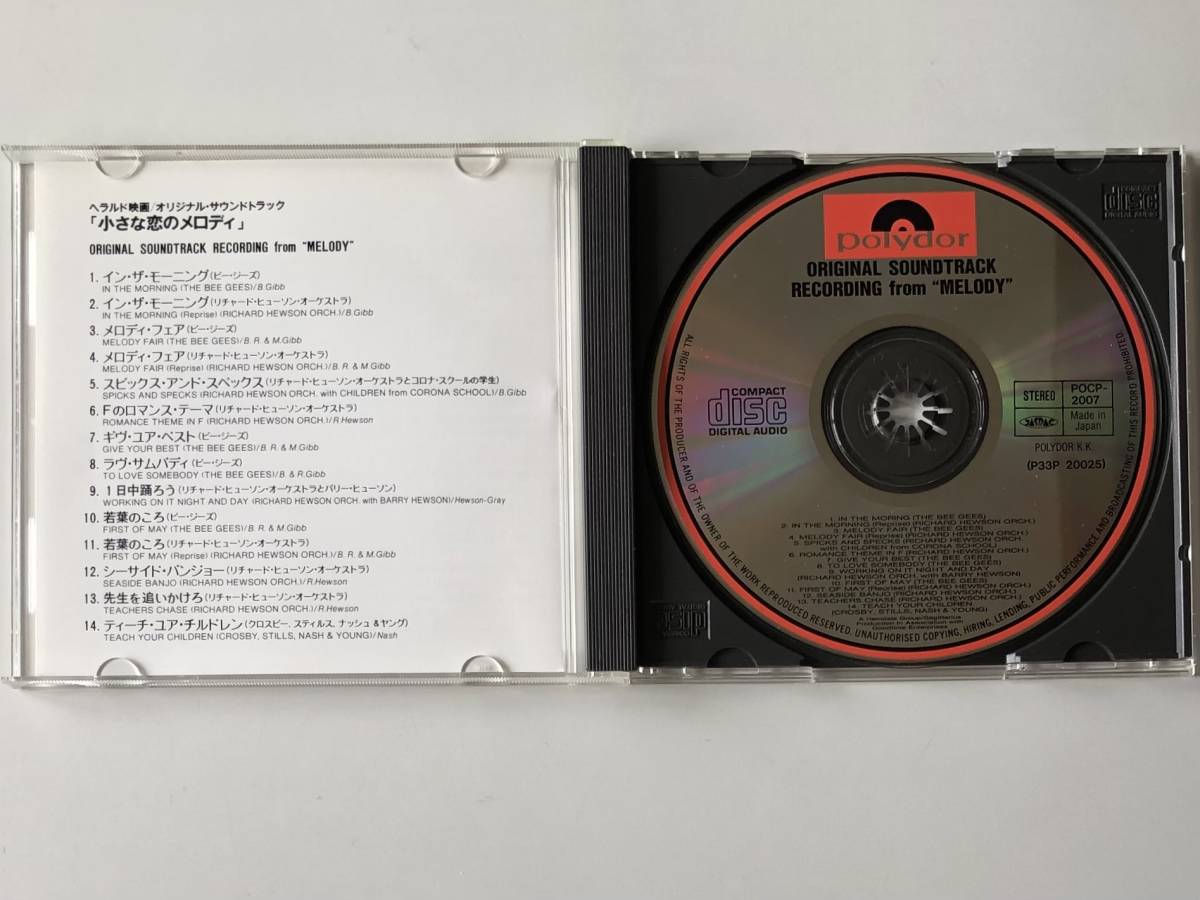 ヘラルド映画/オリジナル・サウンドトラック
「小さな恋のメロディ」
ORIGINAL SOUNDTRACK RECORDING from “MELODY”
1. イン・ザ・モーニング(ビー・ジーズ)
IN THE MORNING (THE BEE GEES)/B.Gibb
2. イン・ザ・モーニング(リチャード・ヒューソン・オーケストラ)
IN THE MORNING (Reprise) (RICHARD HEWSON ORCH.)/B.Gibb
3. メロディ・フェア(ビー・ジーズ)
MELODY FAIR (THE BEE GEES)/B. R. & M.Gibb
4. メロディ・フェア(リチャード・ヒューソン・オーケストラ)
MELODY FAIR (Reprise) (RICHARD HEWSON ORCH.)/B. R. & M.Gibb
5. スピックス・アンド・スペックス(リチャード・ヒューソン・オーケストラとコロナ・スクールの学生)
SPICKS AND SPECKS (RICHARD HEWSON ORCH. with CHILDREN from CORONA SCHOOL)/B.Gibb
6. Fのロマンス・テーマ(リチャード・ヒューソン・オーケストラ)
ROMANCE THEME IN F (RICHARD HEWSON ORCH.)/R.Hewson
7. ギヴ・ユア・ベスト(ビー・ジーズ)
GIVE YOUR BEST (THE BEE GEES)/B. R. & M.Gibb
8. ラヴ・サムバディ(ビー・ジーズ)
TO LOVE SOMEBODY (THE BEE GEES)/B. & R.Gibb
9. 1日中踊ろう(リチャード・ヒューソン・オーケストラとバリー・ヒューソン)
WORKING ON IT NIGHT AND DAY (RICHARD HEWSON ORCH. with BARRY HEWSON)/Hewson-Gray
10. 若葉のころ(ビー・ジーズ)
FIRST OF MAY (THE BEE GEES)/B. R. & M.Gibb
11. 若葉のころ(リチャード・ヒューソン・オーケストラ)
FIRST OF MAY (Reprise) (RICHARD HEWSON ORCH.)/B. R. & M.Gibb
12. シーサイド・バンジョー(リチャード・ヒューソン・オーケストラ)
SEASIDE BANJO (RICHARD HEWSON ORCH.)/R.Hewson
13. 先生を追いかけろ(リチャード・ヒューソン・オーケストラ)
TEACHERS CHASE (RICHARD HEWSON ORCH.)/R.Hewson
14. ティーチ・ユア・チルドレン(クロスビー、スティルス、ナッシュ&ヤング)
TEACH YOUR CHILDREN (CROSBY, STILLS, NASH & YOUNG)/Nash
polydor
ORIGINAL SOUNDTRACK
RECORDING from “MELODY”
COMPACT
disc
DIGITAL AUDIO
STEREO
POCP-
2007
JASRAC
Made in
Japan
POLYDOR K.K.
(P33P 20025)
1. IN THE MORING (THE BEE GEES)
2. IN THE MORNING (Reprise) (RICHARD HEWSON ORCH.)
3. MELODY FAIR (THE BEE GEES)
4. MELODY FAIR (Reprise) (RICHARD HEWSON ORCH.)
5. SPICKS AND SPECKS (RICHARD HEWSON ORCH.
with CHILDREN from CORONA SCHOOL)
6. ROMANCE THEME IN F (RICHARD HEWSON ORCH.)
7. GIVE YOUR BEST (THE BEE GEES)
8. TO LOVE SOMEBODY (THE BEE GEES)
9. WORKING ON IT NIGHT AND DAY
(RICHARD HEWSON ORCH. with BARRY HEWSON)
10. FIRST OF MAY (THE BEE GEES)
11. FIRST OF MAY (Reprise) (RICHARD HEWSON ORCH.)
12. SEASIDE BANJO (RICHARD HEWSON ORCH.)
13. TEACHERS CHASE (RICHARD HEWSON ORCH.)
14. TEACH YOUR CHILDREN
(CROSBY, STILLS, NASH & YOUNG)
A Hemdale Group/Sagittarius
Production in Association with
Goodtime Enterprises
ALL RIGHTS OF THE PRODUCER AND OF THE OWNER OF THE WORK REPRODUCED RESERVED. UNAUTHORISED COPYING, HIRING, LENDING, PUBLIC PERFORMANCE AND BROADCASTING OF THIS RECORD PROHIBITED
COMPACT
disc
DIGITAL AUDIO
disc